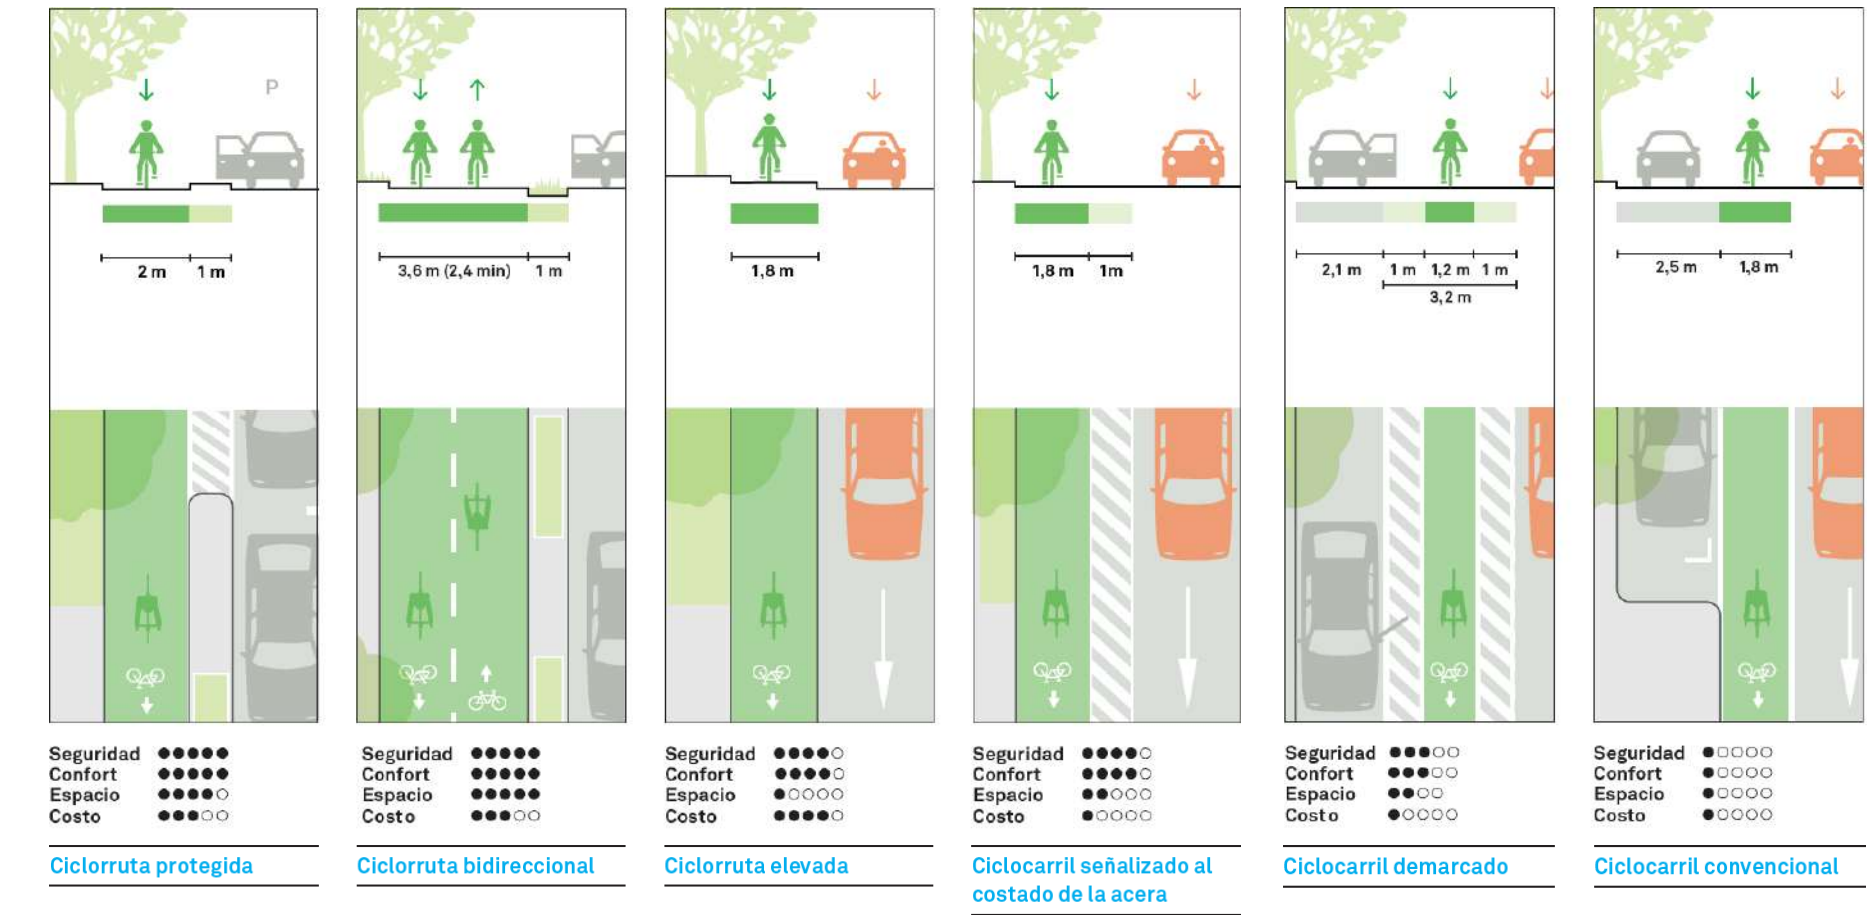 P
2 m 1 m
Seguridad ●●●●●
Confort ●●●●●
Espacio ●●●●○
Costo ●●●○○
Ciclorruta protegida
3,6 m (2,4 min) 1 m
Seguridad ●●●●●
Confort ●●●●●
Espacio ●●●●●
Costo ●●●○○
Ciclorruta bidireccional
1,8 m
Seguridad ●●●●○
Confort ●●●●○
Espacio ●○○○○
Costo ●●●●○
Ciclorruta elevada
1,8 m 1m
Seguridad ●●●●○
Confort ●●●●○
Espacio ●●○○○
Costo ●○○○○
Ciclocarril señalizado al
costado de la acera
2,1 m 1 m 1,2 m 1 m
3,2 m
Seguridad ●●●○○
Confort ●●●○○
Espacio ●●○○
Costo ●○○○○
Ciclocarril demarcado
2,5 m 1,8 m
Seguridad ●○○○○
Confort ●○○○○
Espacio ●○○○○
Costo ●○○○○
Ciclocarril convencional